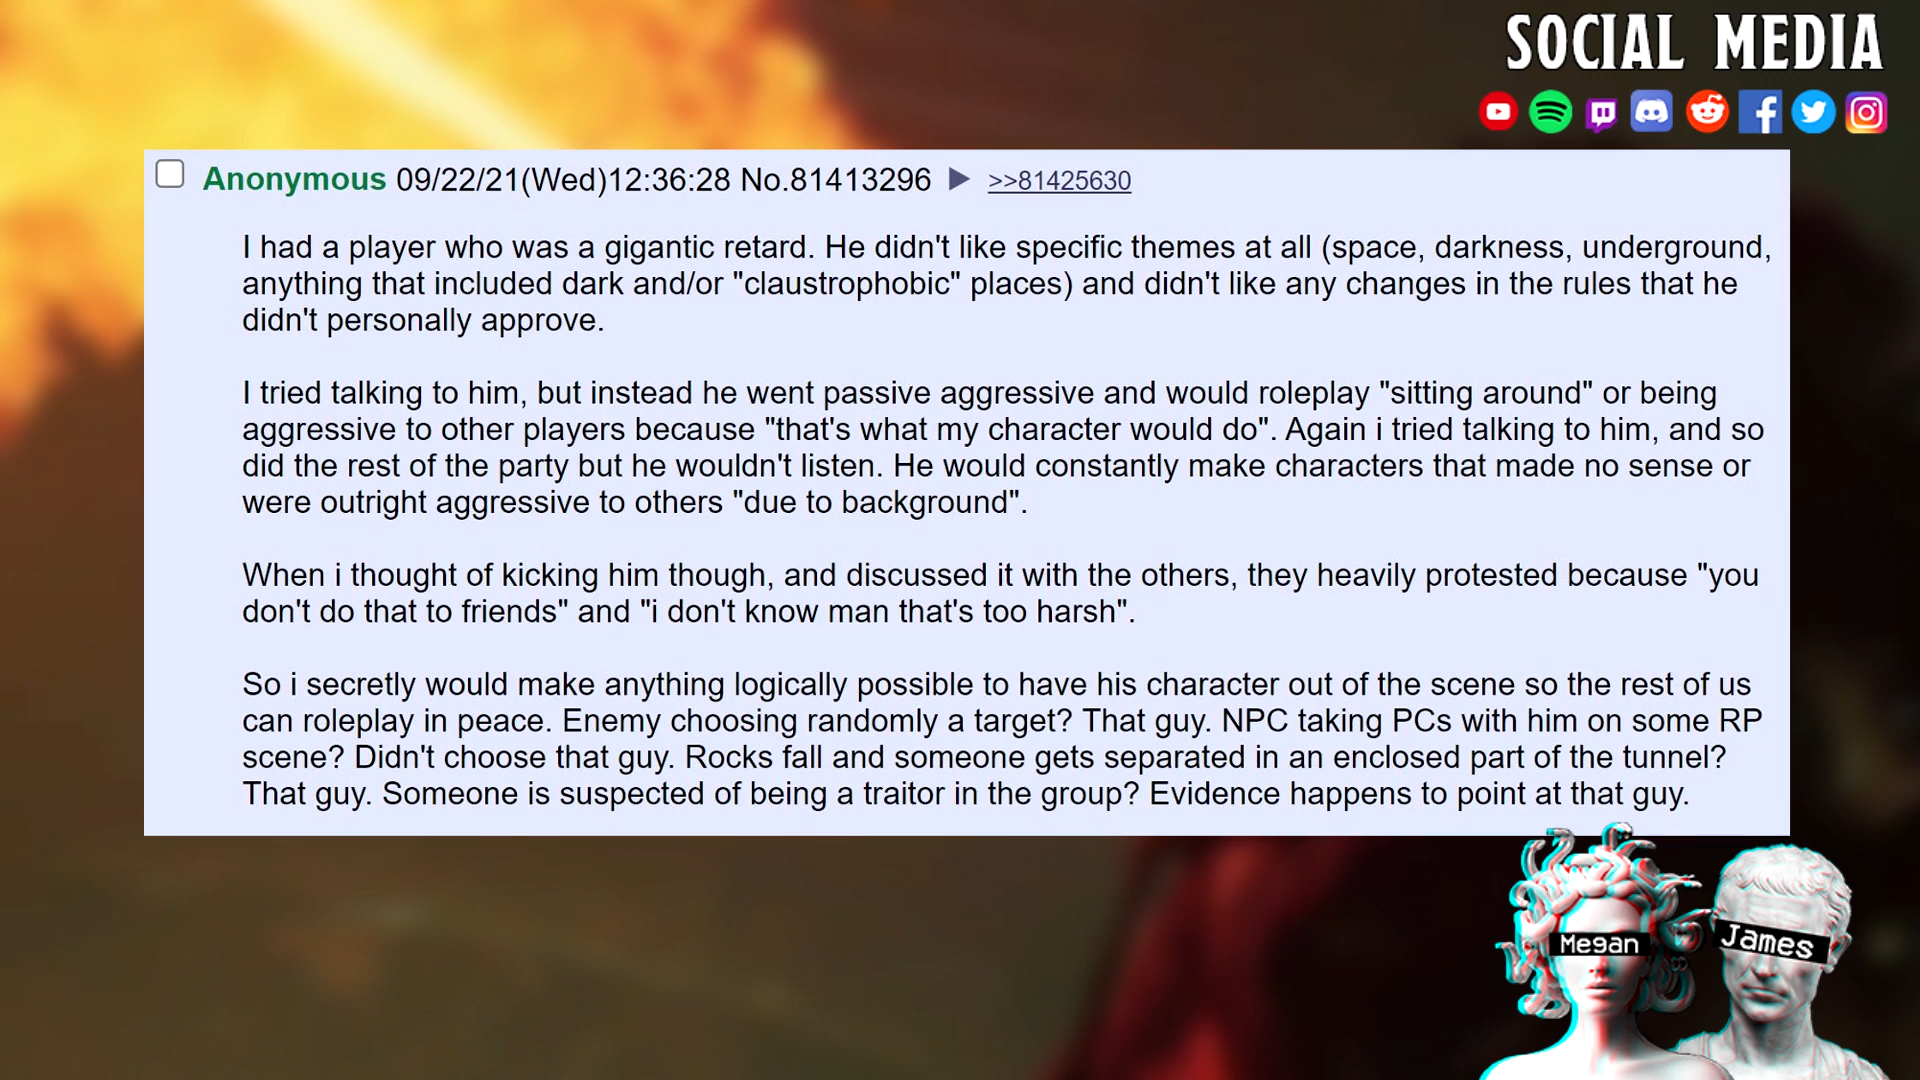 SOCIAL MEDIA
Anonymous 09/22/21(Wed)12:36:28 No.81413296 ▶ >>81425630
I had a player who was a gigantic retard. He didn't like specific themes at all (space, darkness, underground,
anything that included dark and/or "claustrophobic" places) and didn't like any changes in the rules that he
didn't personally approve.
I tried talking to him, but instead he went passive aggressive and would roleplay "sitting around" or being
aggressive to other players because "that's what my character would do". Again i tried talking to him, and so
did the rest of the party but he wouldn't listen. He would constantly make characters that made no sense or
were outright aggressive to others "due to background".
When i thought of kicking him though, and discussed it with the others, they heavily protested because "you
don't do that to friends" and "i don't know man that's too harsh".
So i secretly would make anything logically possible to have his character out of the scene so the rest of us
can roleplay in peace. Enemy choosing randomly a target? That guy. NPC taking PCs with him on some RP
scene? Didn't choose that guy. Rocks fall and someone gets separated in an enclosed part of the tunnel?
That guy. Someone is suspected of being a traitor in the group? Evidence happens to point at that guy.
Megan
James